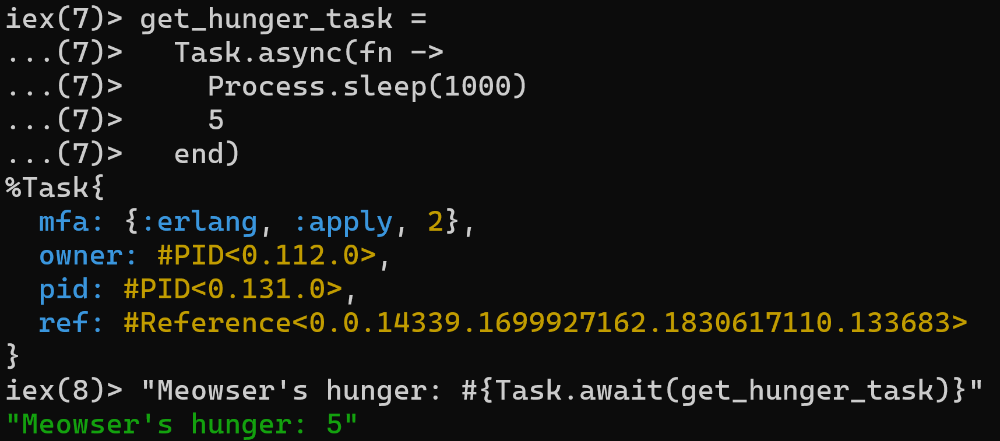 iex(7)> get_hunger_task =
...(7)>   Task.async(fn ->
...(7)>     Process.sleep(1000)
...(7)>     5
...(7)>   end)
%Task{
  mfa: {:erlang, :apply, 2},
  owner: #PID<0.112.0>,
  pid: #PID<0.131.0>,
  ref: #Reference<0.0.14339.1699927162.1830617110.133683>
}
iex(8)> "Meowser's hunger: #{Task.await(get_hunger_task)}"
"Meowser's hunger: 5"